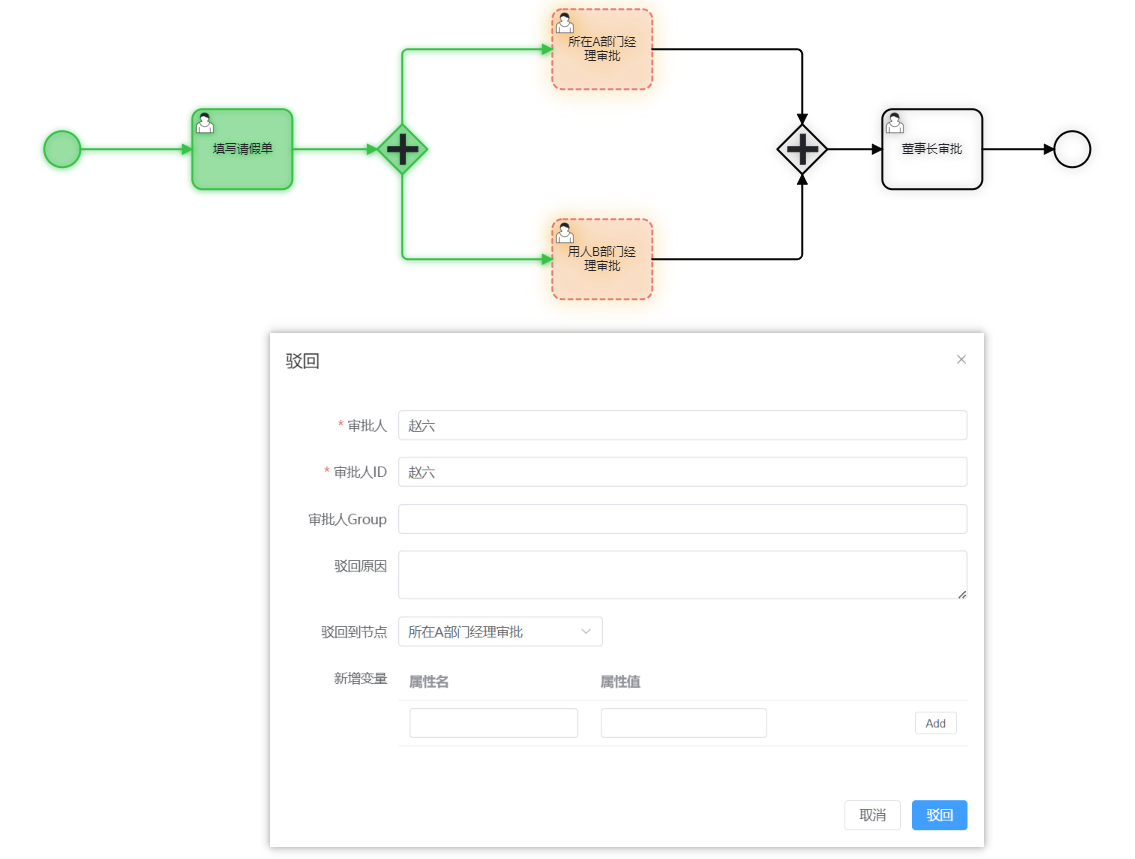 所在A部门经
理审批
填写请假单
董事长审批
用人B部门经
理审批
驳回
* 审批人 赵六
* 审批人ID 赵六
审批人Group
驳回原因
驳回到节点 所在A部门经理审批
新增变量 属性名 属性值
Add
取消 驳回